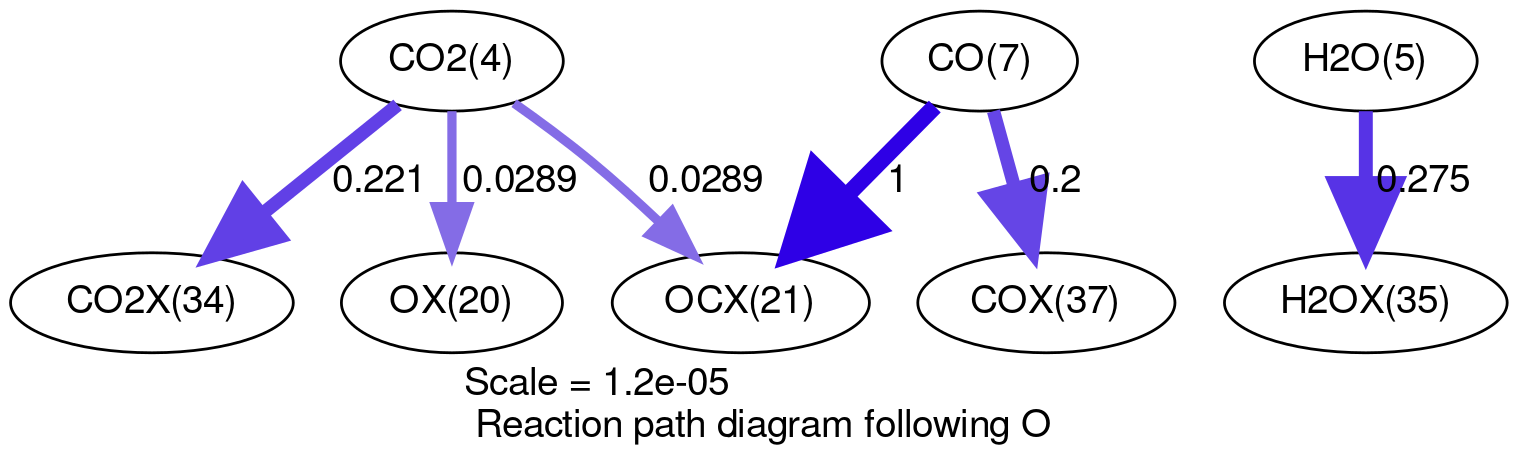 CO2(4) CO(7) H2O(5)
0.221 0.0289 0.0289 1 0.2 0.275
CO2X(34) OX(20) OCX(21) COX(37) H2OX(35)
Scale = 1.2e-05
Reaction path diagram following O